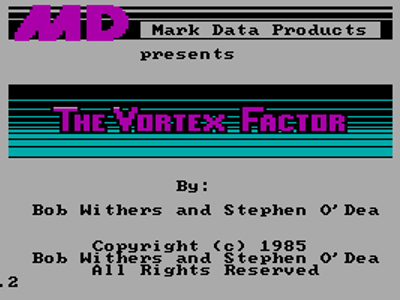 MD
Mark Data Products
presents
The Vortex Factor
By:
Bob Withers and Stephen O'Dea
Copyright (c) 1985
Bob Withers and Stephen O'Dea
All Rights Reserved
.2